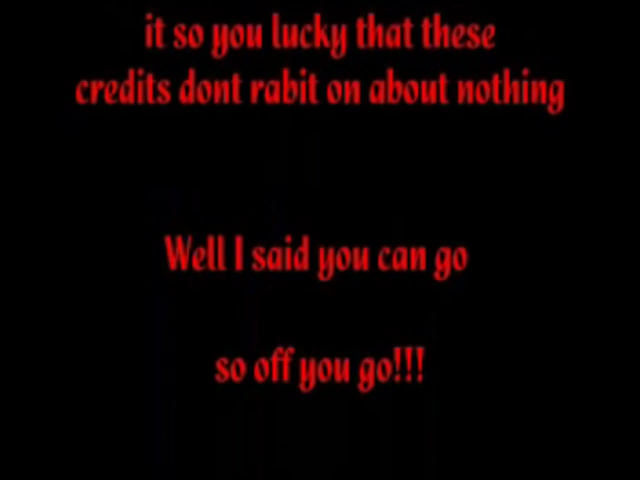 it so you lucky that these
credits dont rabit on about nothing
Well I said you can go
so off you go!!!